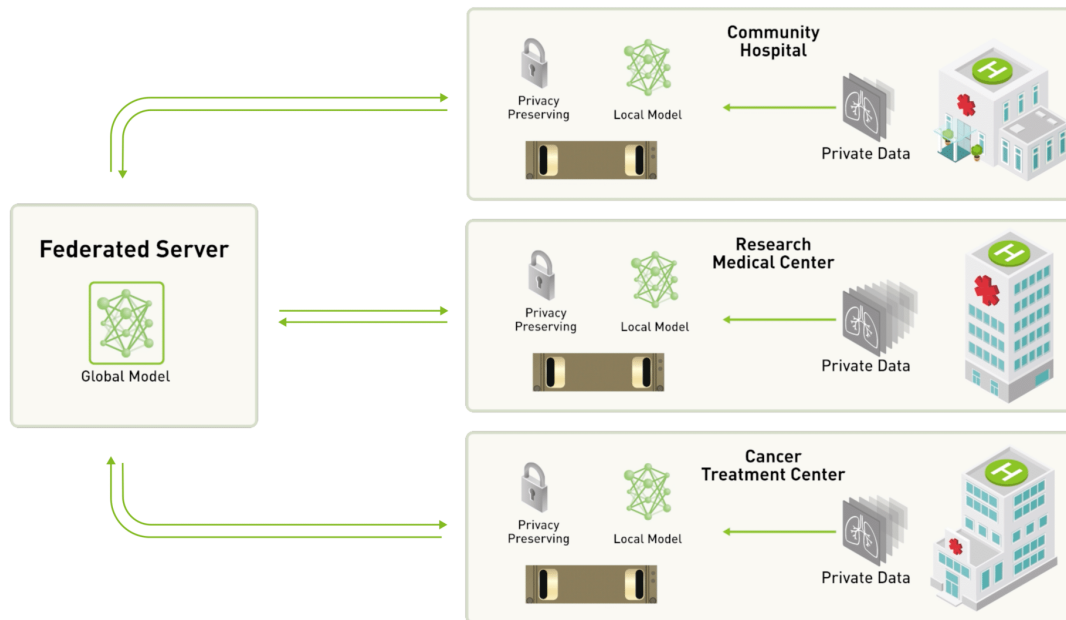 Community
Hospital
Privacy
Preserving
Local Model
Private Data
H
Federated Server
Global Model
Research
Medical Center
Privacy
Preserving
Local Model
Private Data
H
Cancer
Treatment Center
Privacy
Preserving
Local Model
Private Data
H